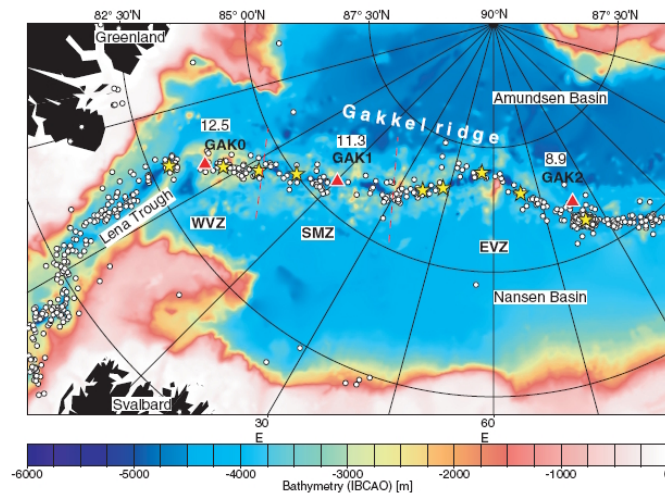 82° 30'N 85° 00'N 87° 30'N 90°N 87° 30'N
Greenland
Amundsen Basin
Gakkel ridge
12.5
GAK0
11.3
GAK1
8.9
GAK2
Lena Trough
WVZ
SMZ
EVZ
Nansen Basin
Svalbard
30
E
60
E
-6000 -5000 -4000 -3000 -2000 -1000
Bathymetry (IBCAO) [m]